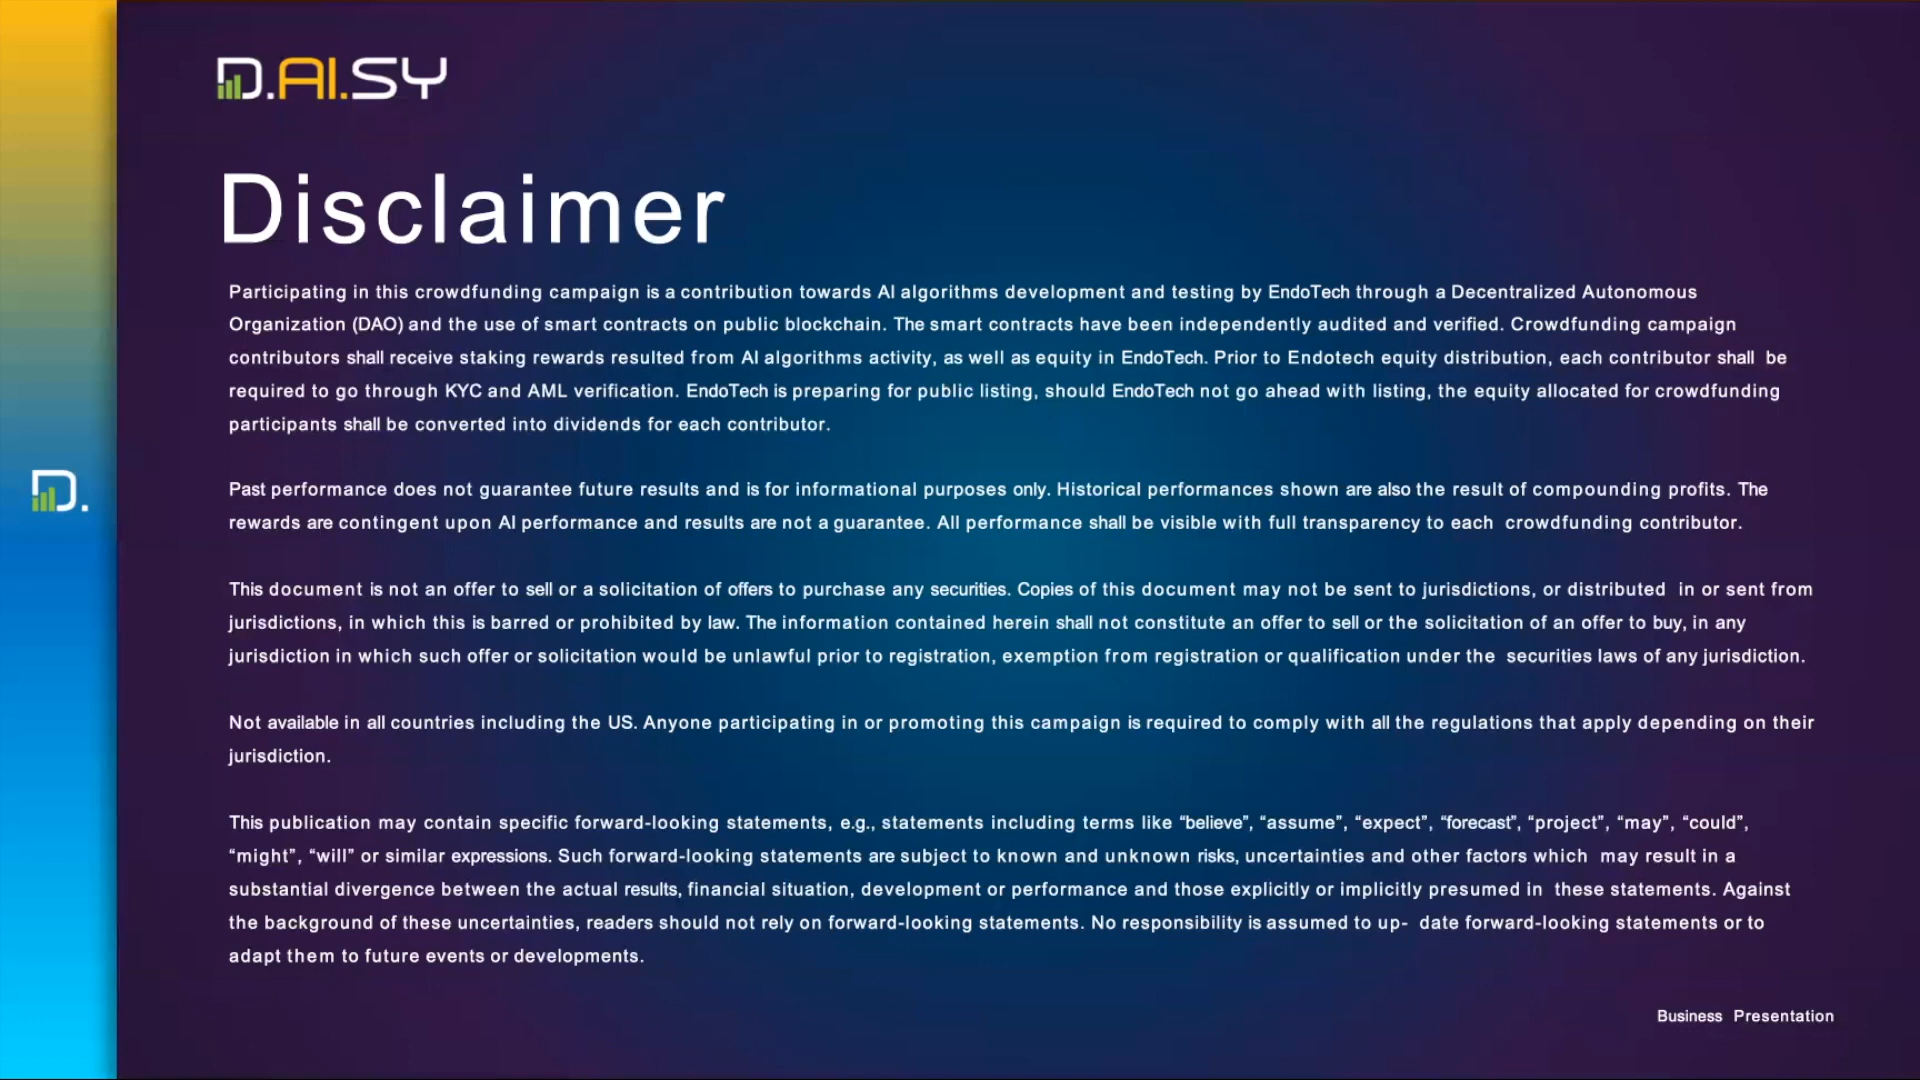 D.AI.SY
Disclaimer
Participating in this crowdfunding campaign is a contribution towards AI algorithms development and testing by EndoTech through a Decentralized Autonomous
Organization (DAO) and the use of smart contracts on public blockchain. The smart contracts have been independently audited and verified. Crowdfunding campaign
contributors shall receive staking rewards resulted from AI algorithms activity, as well as equity in EndoTech. Prior to Endotech equity distribution, each contributor shall be
required to go through KYC and AML verification. EndoTech is preparing for public listing, should EndoTech not go ahead with listing, the equity allocated for crowdfunding
participants shall be converted into dividends for each contributor.
D.
Past performance does not guarantee future results and is for informational purposes only. Historical performances shown are also the result of compounding profits. The
rewards are contingent upon AI performance and results are not a guarantee. All performance shall be visible with full transparency to each crowdfunding contributor.
This document is not an offer to sell or a solicitation of offers to purchase any securities. Copies of this document may not be sent to jurisdictions, or distributed in or sent from
jurisdictions, in which this is barred or prohibited by law. The information contained herein shall not constitute an offer to sell or the solicitation of an offer to buy, in any
jurisdiction in which such offer or solicitation would be unlawful prior to registration, exemption from registration or qualification under the securities laws of any jurisdiction.
Not available in all countries including the US. Anyone participating in or promoting this campaign is required to comply with all the regulations that apply depending on their
jurisdiction.
This publication may contain specific forward-looking statements, e.g., statements including terms like “believe”, “assume”, “expect”, “forecast”, “project”, “may”, “could”,
“might”, “will” or similar expressions. Such forward-looking statements are subject to known and unknown risks, uncertainties and other factors which may result in a
substantial divergence between the actual results, financial situation, development or performance and those explicitly or implicitly presumed in these statements. Against
the background of these uncertainties, readers should not rely on forward-looking statements. No responsibility is assumed to up- date forward-looking statements or to
adapt them to future events or developments.
Business Presentation